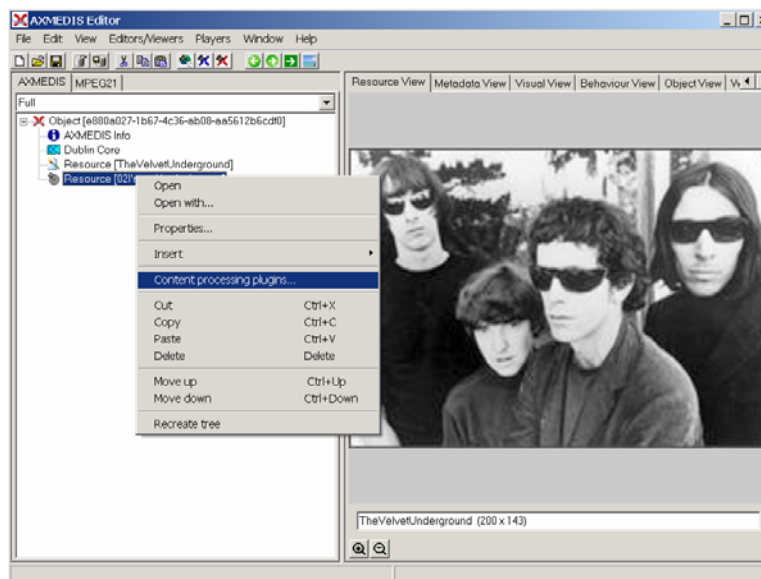 AXMEDIS Editor
File Edit View Editors/Viewers Players Window Help
AXMEDIS MPEG21
Resource View Metadata View Visual View Behaviour View Object View
Full
Object [e880a027-1b67-4c36-ab08-aa5612b6cdf0]
AXMEDIS Info
Dublin Core
Resource [TheVelvetUnderground]
Resource
Open
Open with...
Properties...
Insert
Content processing plugins...
Cut Ctrl+X
Copy Ctrl+C
Paste Ctrl+V
Delete Delete
Move up Ctrl+Up
Move down Ctrl+Down
Recreate tree
TheVelvetUnderground (200 x 143)